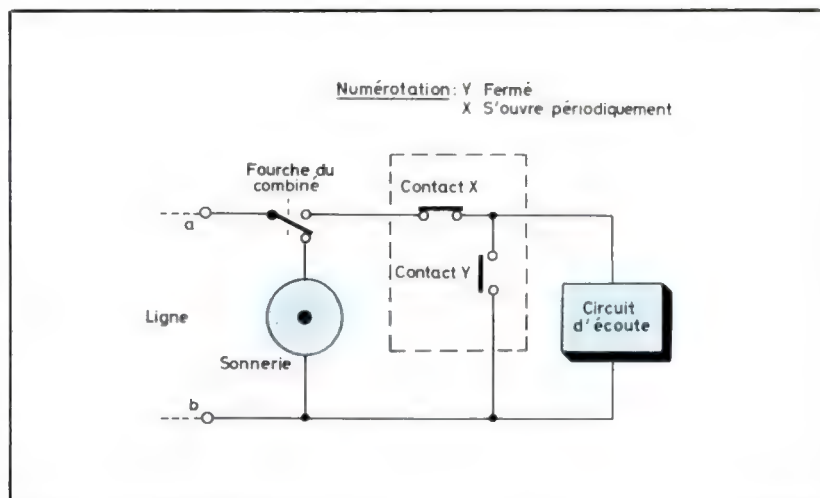 Numérotation: Y Fermé
X S'ouvre périodiquement
Fourche du
combiné
Contact X
a
Contact Y
Circuit
d'écoute
Ligne
Sonnerie
b